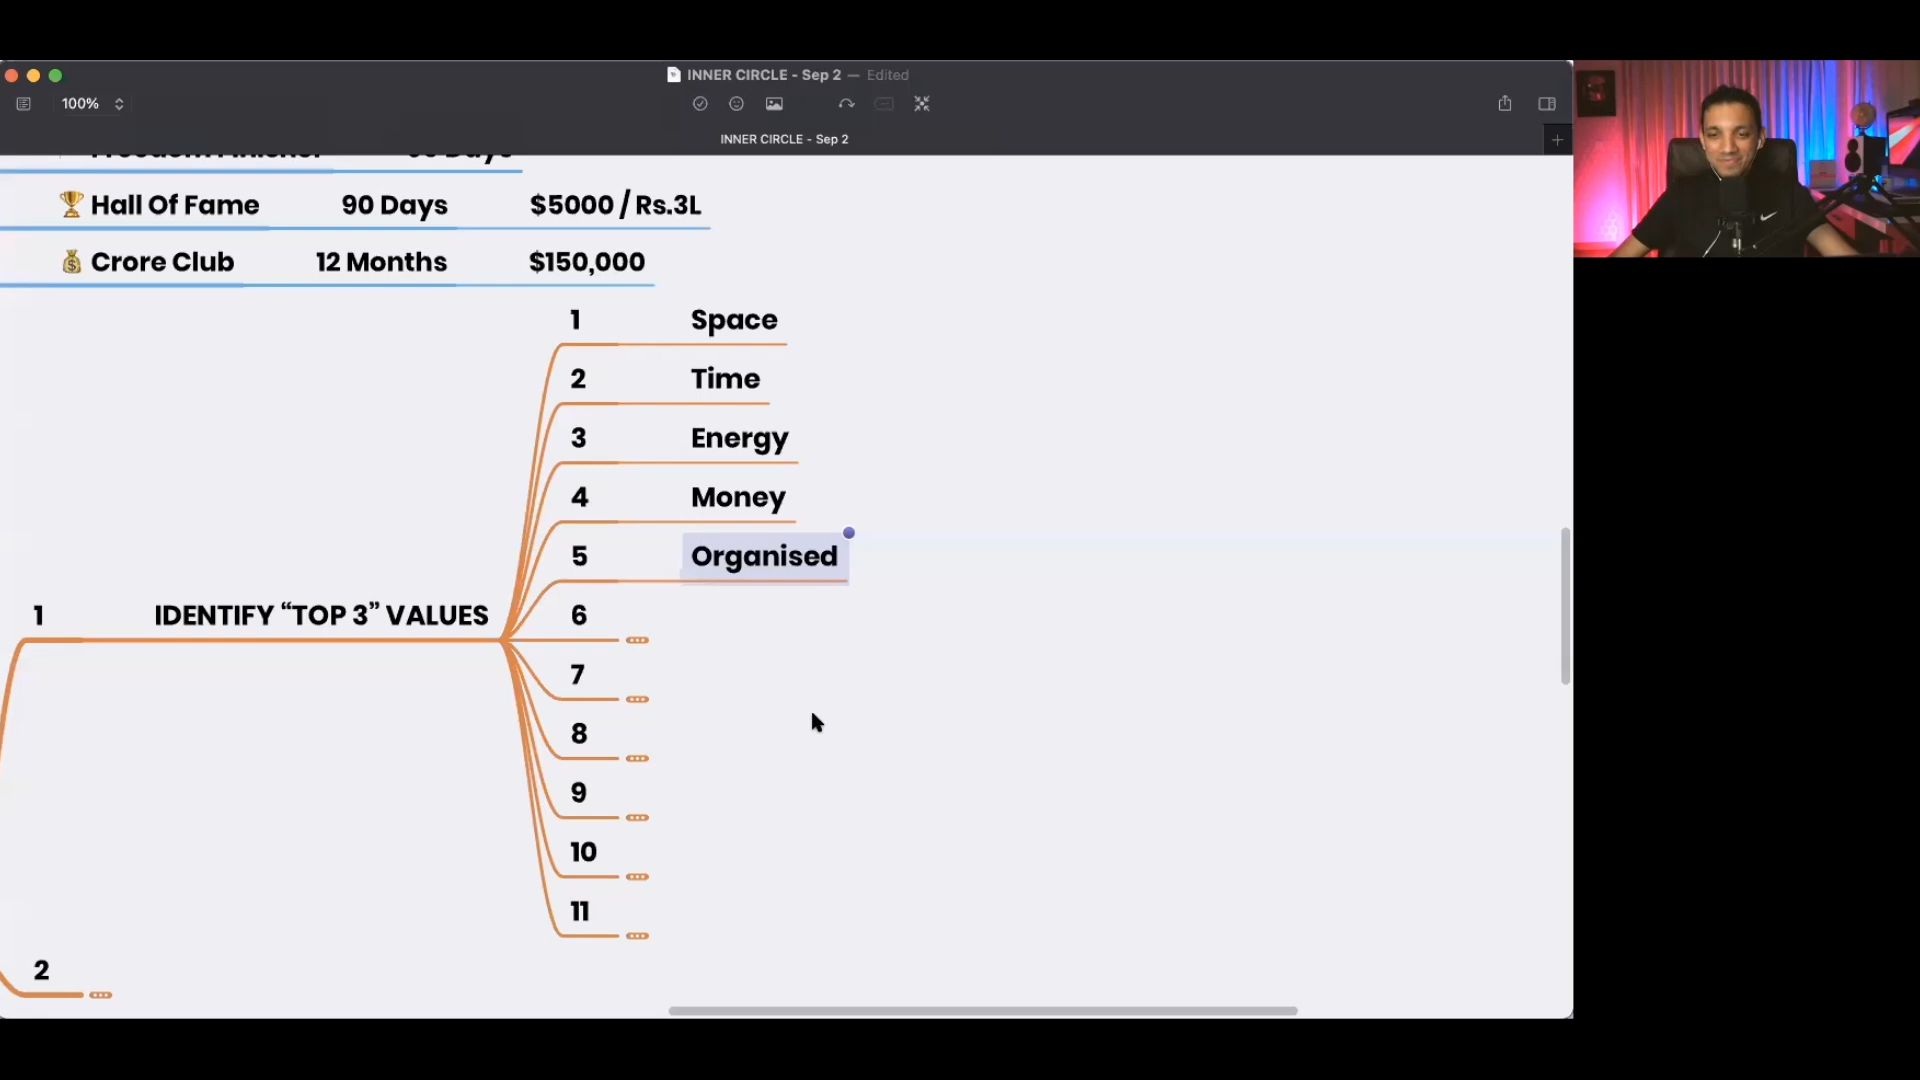 INNER CIRCLE - Sep 2 — Edited
100%
INNER CIRCLE - Sep 2
Days
🏆 Hall Of Fame 90 Days $5000 / Rs.3L
💰 Crore Club 12 Months $150,000
1 Space
2 Time
3 Energy
4 Money
5 Organised
1 IDENTIFY “TOP 3” VALUES
6
7
8
9
10
11
2